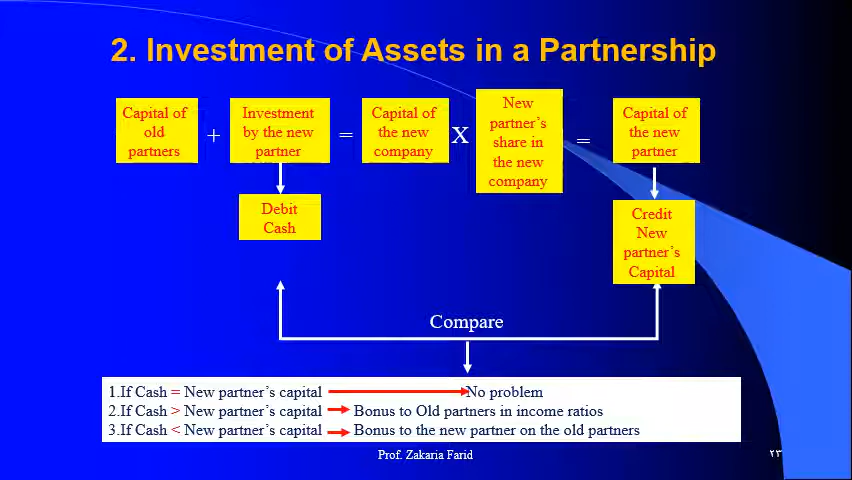 2. Investment of Assets in a Partnership
Capital of
old
partners
+
Investment
by the new
partner
=
Capital of
the new
company
X
New
partner's
share in
the new
company
=
Capital of
the new
partner
Debit
Cash
Credit
New
partner's
Capital
Compare
1.If Cash = New partner's capital No problem
2.If Cash > New partner's capital Bonus to Old partners in income ratios
3.If Cash < New partner's capital Bonus to the new partner on the old partners
Prof. Zakaria Farid
٢٣